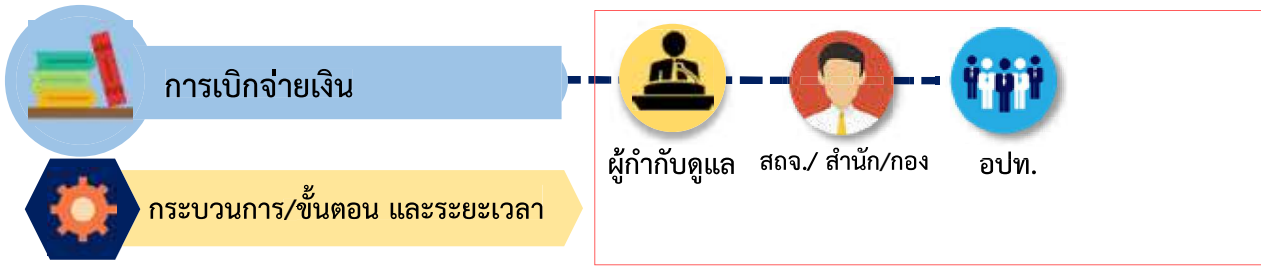 การเบิกจ่ายเงิน
ผู้กำกับดูแล
สถจ./ สำนัก/กอง
อปท.
กระบวนการ/ขั้นตอน และระยะเวลา